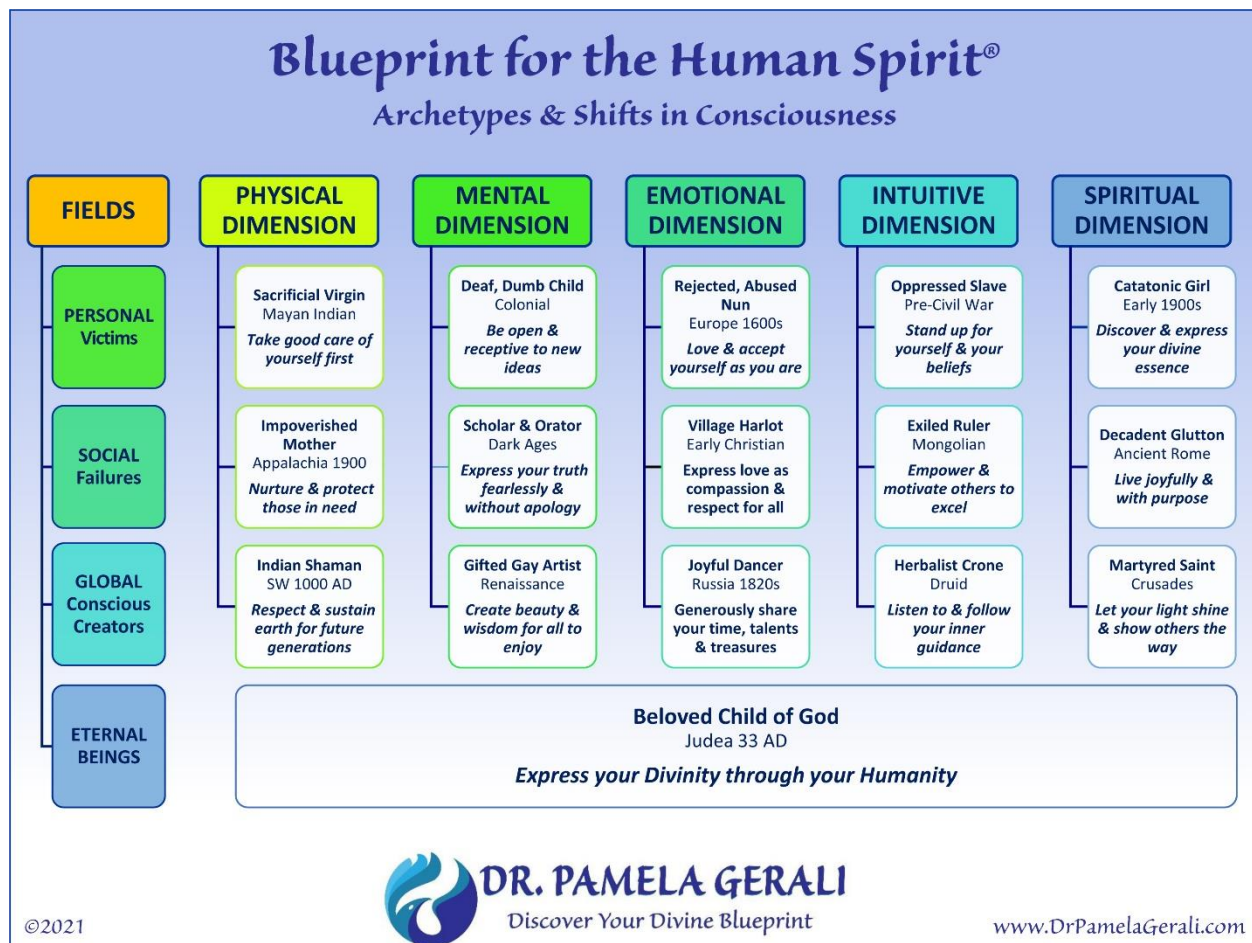 Blueprint for the Human Spirit®
Archetypes & Shifts in Consciousness
FIELDS
PHYSICAL
DIMENSION
MENTAL
DIMENSION
EMOTIONAL
DIMENSION
INTUITIVE
DIMENSION
SPIRITUAL
DIMENSION
PERSONAL
Victims
Sacrificial Virgin
Mayan Indian
Take good care of
yourself first
Deaf, Dumb Child
Colonial
Be open &
receptive to new
ideas
Rejected, Abused
Nun
Europe 1600s
Love & accept
yourself as you are
Oppressed Slave
Pre-Civil War
Stand up for
yourself & your
beliefs
Catatonic Girl
Early 1900s
Discover & express
your divine
essence
SOCIAL
Failures
Impoverished
Mother
Appalachia 1900
Nurture & protect
those in need
Scholar & Orator
Dark Ages
Express your truth
fearlessly &
without apology
Village Harlot
Early Christian
Express love as
compassion &
respect for all
Exiled Ruler
Mongolian
Empower &
motivate others to
excel
Decadent Glutton
Ancient Rome
Live joyfully &
with purpose
GLOBAL
Conscious
Creators
Indian Shaman
SW 1000 AD
Respect & sustain
earth for future
generations
Gifted Gay Artist
Renaissance
Create beauty &
wisdom for all to
enjoy
Joyful Dancer
Russia 1820s
Generously share
your time, talents
& treasures
Herbalist Crone
Druid
Listen to & follow
your inner
guidance
Martyred Saint
Crusades
Let your light shine
& show others the
way
ETERNAL
BEINGS
Beloved Child of God
Judea 33 AD
Express your Divinity through your Humanity
DR. PAMELA GERALI
Discover Your Divine Blueprint
©2021
www.DrPamelaGerali.com